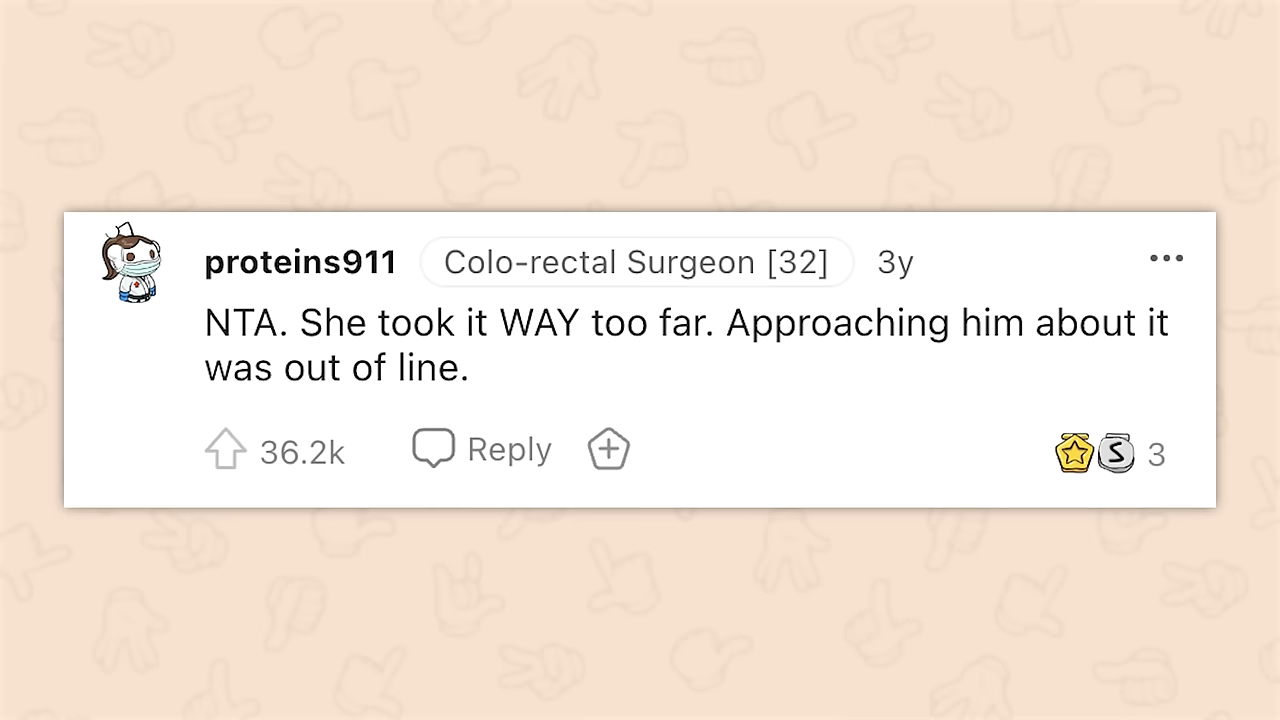 proteins911 Colo-rectal Surgeon [32] 3y
NTA. She took it WAY too far. Approaching him about it
was out of line.
36.2k Reply S 3